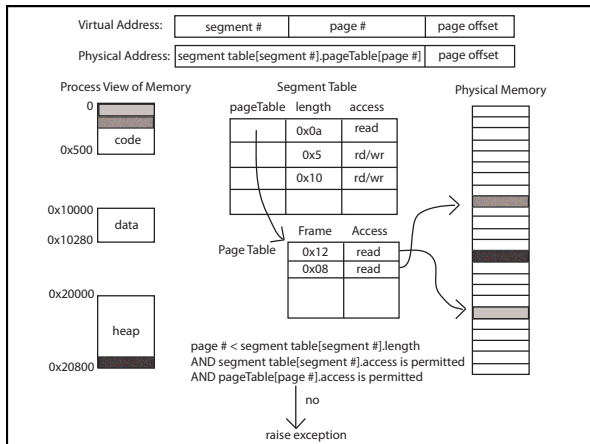 Virtual Address: segment # page # page offset
Physical Address: segment table[segment #].pageTable[page #] page offset
Process View of Memory Segment Table Physical Memory
pageTable length access
0
0x0a read
code
0x500
0x5 rd/wr
0x10 rd/wr
0x10000
data
0x10280
Frame Access
Page Table
0x12 read
0x08 read
0x20000
heap
0x20800
page # < segment table[segment #].length
AND segment table[segment #].access is permitted
AND pageTable[page #].access is permitted
no
raise exception